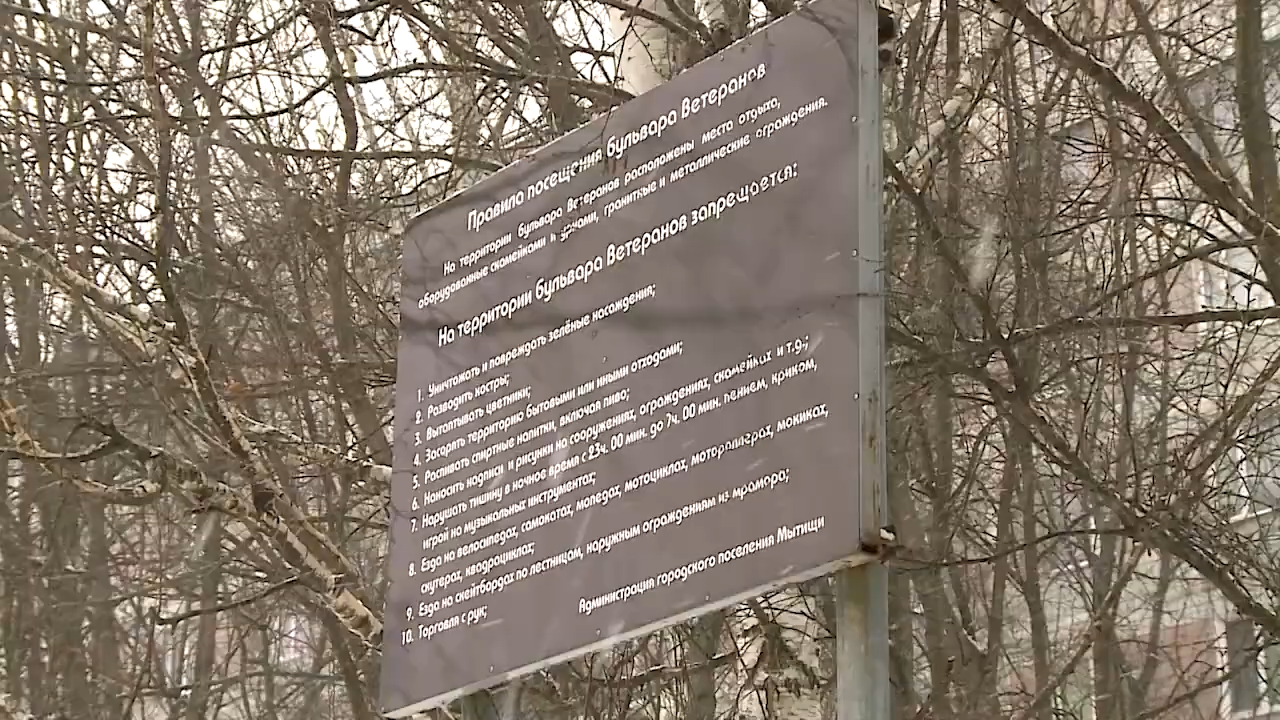 Правила посещения бульвара Ветеранов
На территории бульвара Ветеранов расположены места отдыха,
оборудованные скамейками и урнами, гранитные и металлические ограждения.
На территории бульвара Ветеранов запрещается:
1. Уничтожать и повреждать зелёные насаждения;
2. Разводить костры;
3. Вытаптывать цветники;
4. Засорять территорию бытовыми или иными отходами;
5. Распивать спиртные напитки, включая пиво;
6. Наносить надписи и рисунки на сооружениях, ограждениях, скамейках и т.д.;
7. Нарушать тишину в ночное время с 23ч. 00 мин. до 7ч. 00 мин. пением, криком,
игрой на музыкальных инструментах;
8. Езда на велосипедах, самокатах, мопедах, мотоциклах, мотороллерах, мокиках,
скутерах, квадроциклах;
9. Езда на скейтбордах по лестницам, наружным ограждениям из мрамора;
10. Торговля с рук;
Администрация городского поселения Мытищи